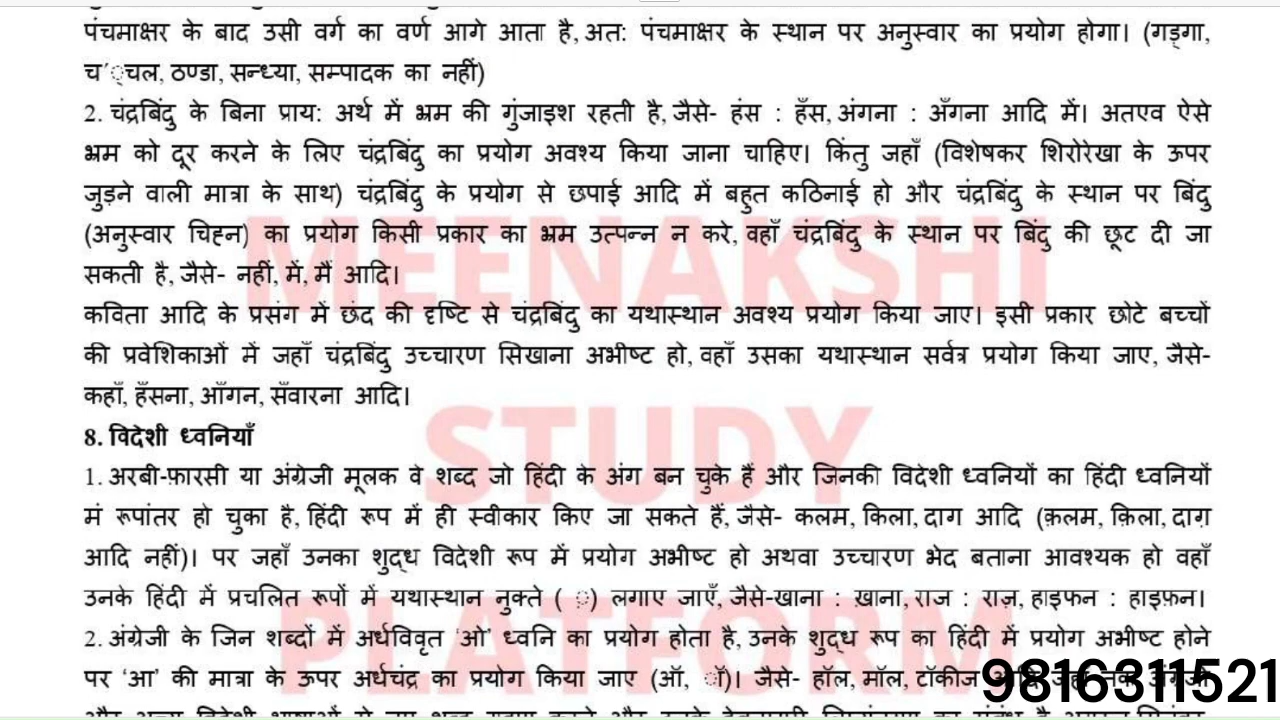 पंचमाक्षर के बाद उसी वर्ग का वर्ण आगे आता है, अत: पंचमाक्षर के स्थान पर अनुस्वार का प्रयोग होगा। (गड़्गा,
च´्चल, ठण्डा, सन्ध्या, सम्पादक का नहीं)
2. चंद्रबिंदु के बिना प्राय: अर्थ में भ्रम की गुंजाइश रहती है, जैसे- हंस : हँस, अंगना : अँगना आदि में। अतएव ऐसे
भ्रम को दूर करने के लिए चंद्रबिंदु का प्रयोग अवश्य किया जाना चाहिए। किंतु जहाँ (विशेषकर शिरोरेखा के ऊपर
जुड़ने वाली मात्रा के साथ) चंद्रबिंदु के प्रयोग से छपाई आदि में बहुत कठिनाई हो और चंद्रबिंदु के स्थान पर बिंदु
(अनुस्वार चिह्न) का प्रयोग किसी प्रकार का भ्रम उत्पन्न न करे, वहाँ चंद्रबिंदु के स्थान पर बिंदु की छूट दी जा
सकती है, जैसे- नहीं, में, मैं आदि।
कविता आदि के प्रसंग में छंद की दृष्टि से चंद्रबिंदु का यथास्थान अवश्य प्रयोग किया जाए। इसी प्रकार छोटे बच्चों
की प्रवेशिकाओं में जहाँ चंद्रबिंदु उच्चारण सिखाना अभीष्ट हो, वहाँ उसका यथास्थान सर्वत्र प्रयोग किया जाए, जैसे-
कहाँ, हँसना, आँगन, सँवारना आदि।
8. विदेशी ध्वनियाँ
1. अरबी-फ़ारसी या अंग्रेजी मूलक वे शब्द जो हिंदी के अंग बन चुके हैं और जिनकी विदेशी ध्वनियों का हिंदी ध्वनियों
में रूपांतर हो चुका है, हिंदी रूप में ही स्वीकार किए जा सकते हैं, जैसे- कलम, किला, दाग आदि (क़लम, क़िला, दाग़
आदि नहीं)। पर जहाँ उनका शुद्ध विदेशी रूप में प्रयोग अभीष्ट हो अथवा उच्चारण भेद बताना आवश्यक हो वहाँ
उनके हिंदी में प्रचलित रूपों में यथास्थान नुक्ते ( ़) लगाए जाएँ, जैसे-खाना : ख़ाना, राज : राज़, हाइफन : हाइफ़न।
2. अंग्रेजी के जिन शब्दों में अर्धविवृत 'ओ' ध्वनि का प्रयोग होता है, उनके शुद्ध रूप का हिंदी में प्रयोग अभीष्ट होने
पर 'आ' की मात्रा के ऊपर अर्धचंद्र का प्रयोग किया जाए (ऑ, ॉ)। जैसे- हॉल, मॉल, टॉकीज
MEENAKSHI
STUDY
PLATFORM
9816311521